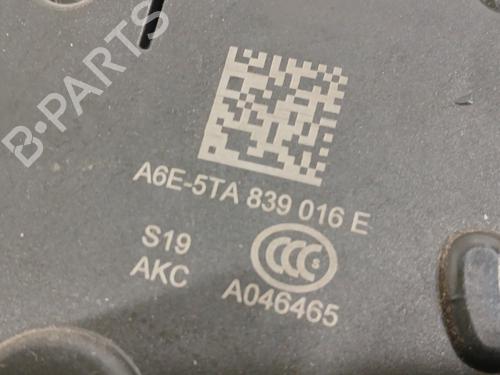 B-PARTS
A6E-5TA 839 016 E
S19
AKC
CCC S
A046465